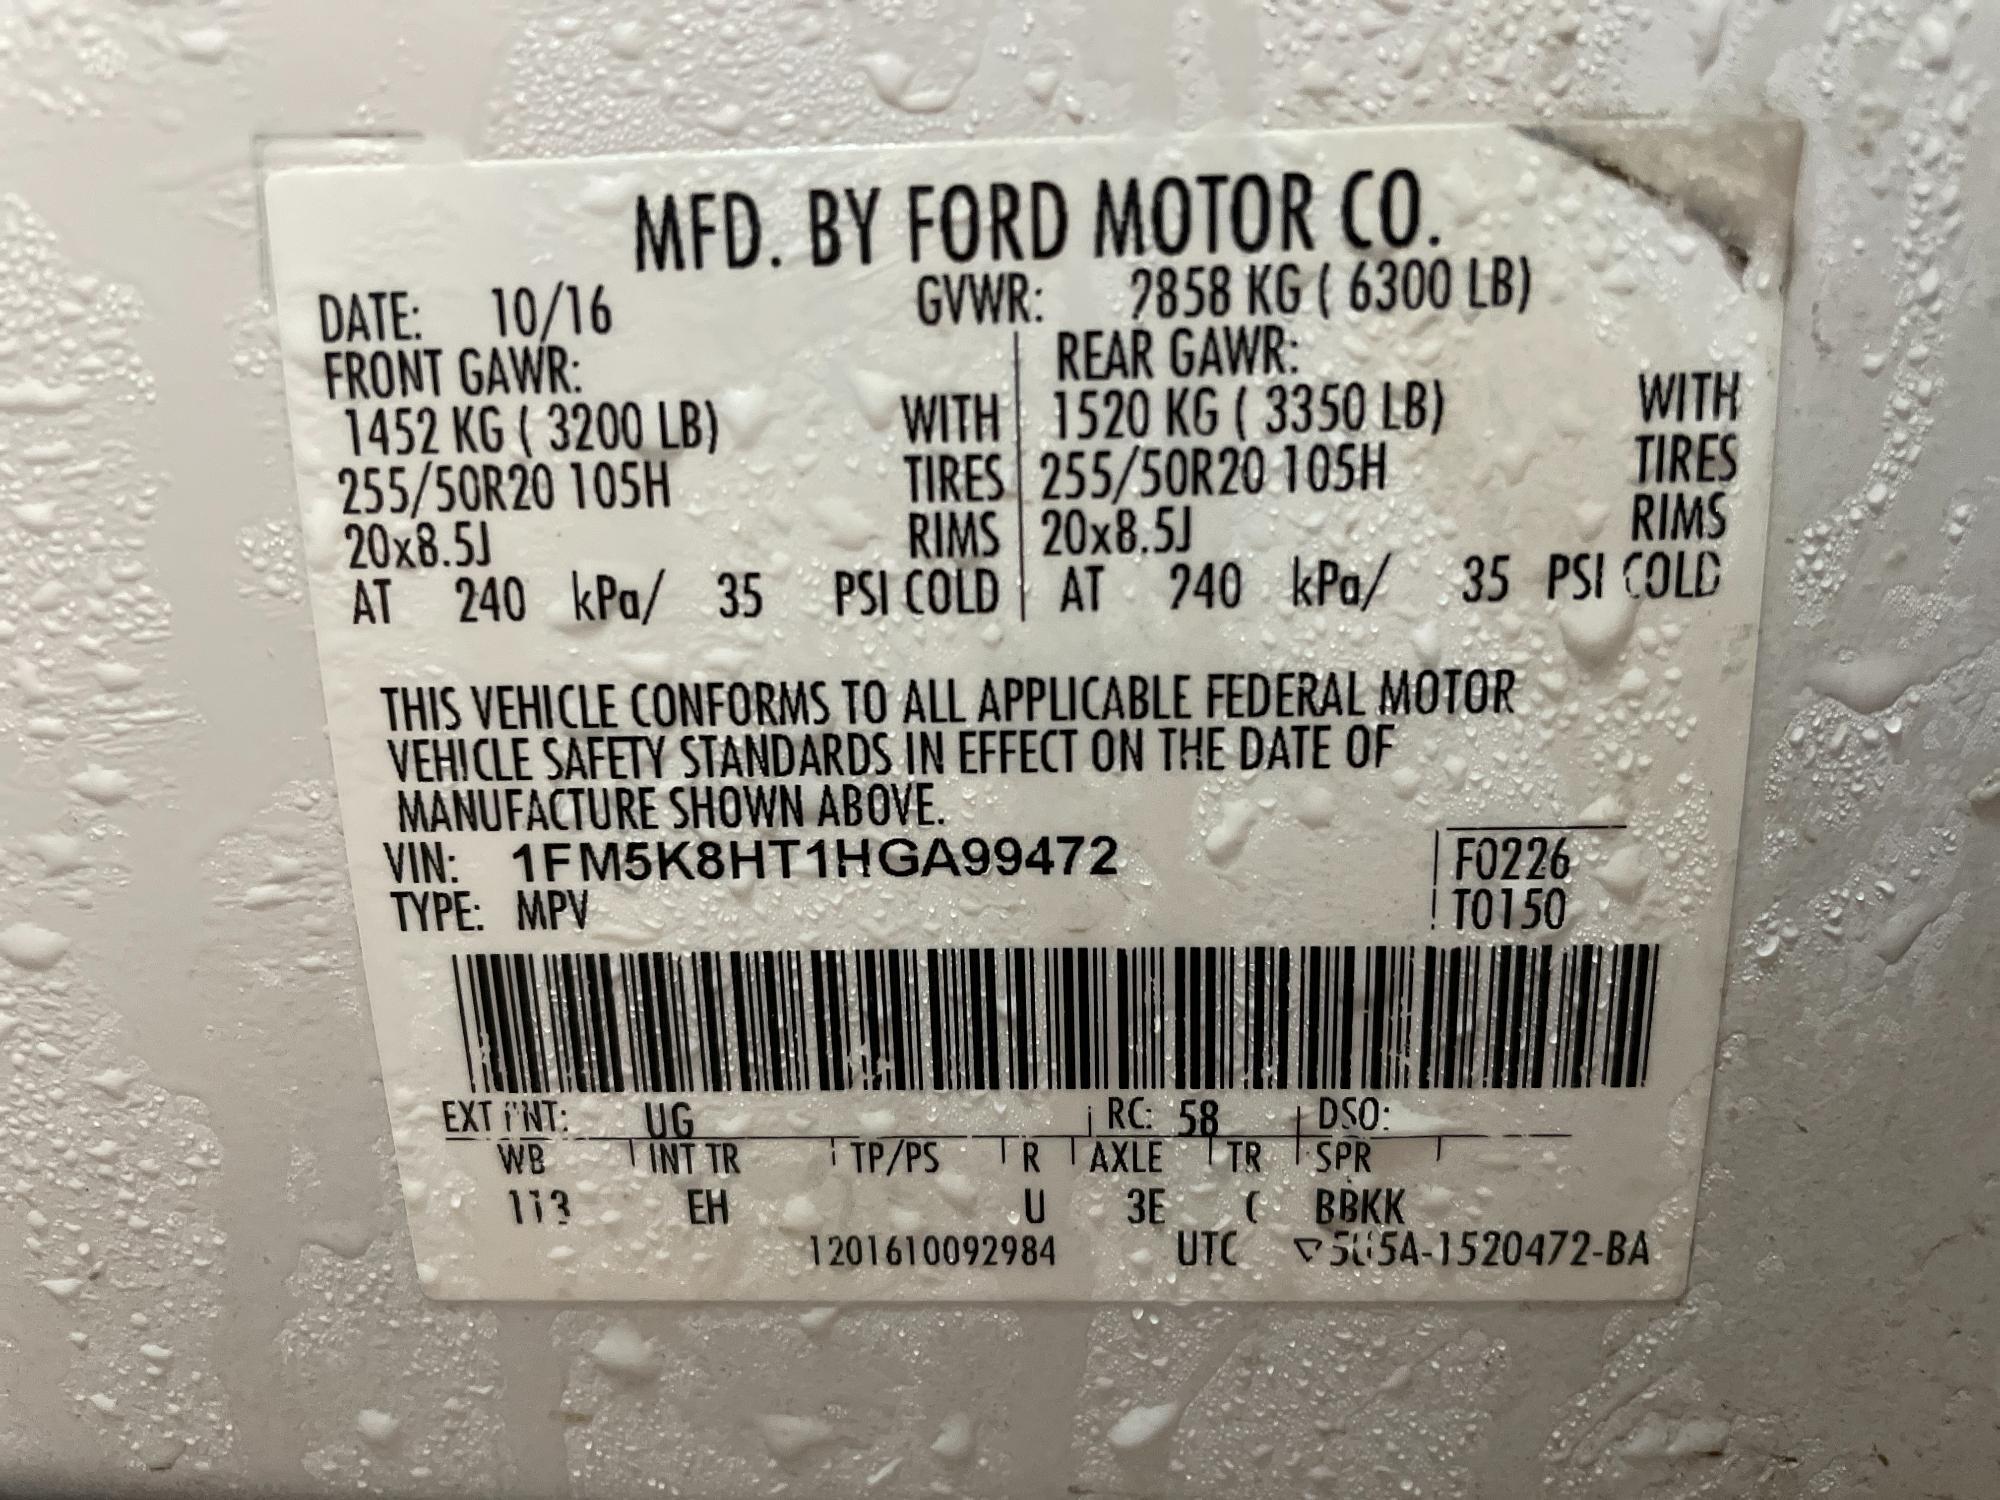 MFD. BY FORD MOTOR CO.
DATE: 10/16 GVWR: 2858 KG ( 6300 LB)
FRONT GAWR: REAR GAWR:
1452 KG ( 3200 LB) WITH 1520 KG ( 3350 LB) WITH
255/50R20 105H TIRES 255/50R20 105H TIRES
20x8.5J RIMS 20x8.5J RIMS
AT 240 kPa/ 35 PSI COLD AT 240 kPa/ 35 PSI COLD
THIS VEHICLE CONFORMS TO ALL APPLICABLE FEDERAL MOTOR
VEHICLE SAFETY STANDARDS IN EFFECT ON THE DATE OF
MANUFACTURE SHOWN ABOVE.
VIN: 1FM5K8HT1HGA99472 F0226
TYPE: MPV T0150
EXT PNT: UG RC: 58 DSO:
WB INT TR TP/PS R AXLE TR SPR
113 EH U 3E BBKK
1201610092984 UTC